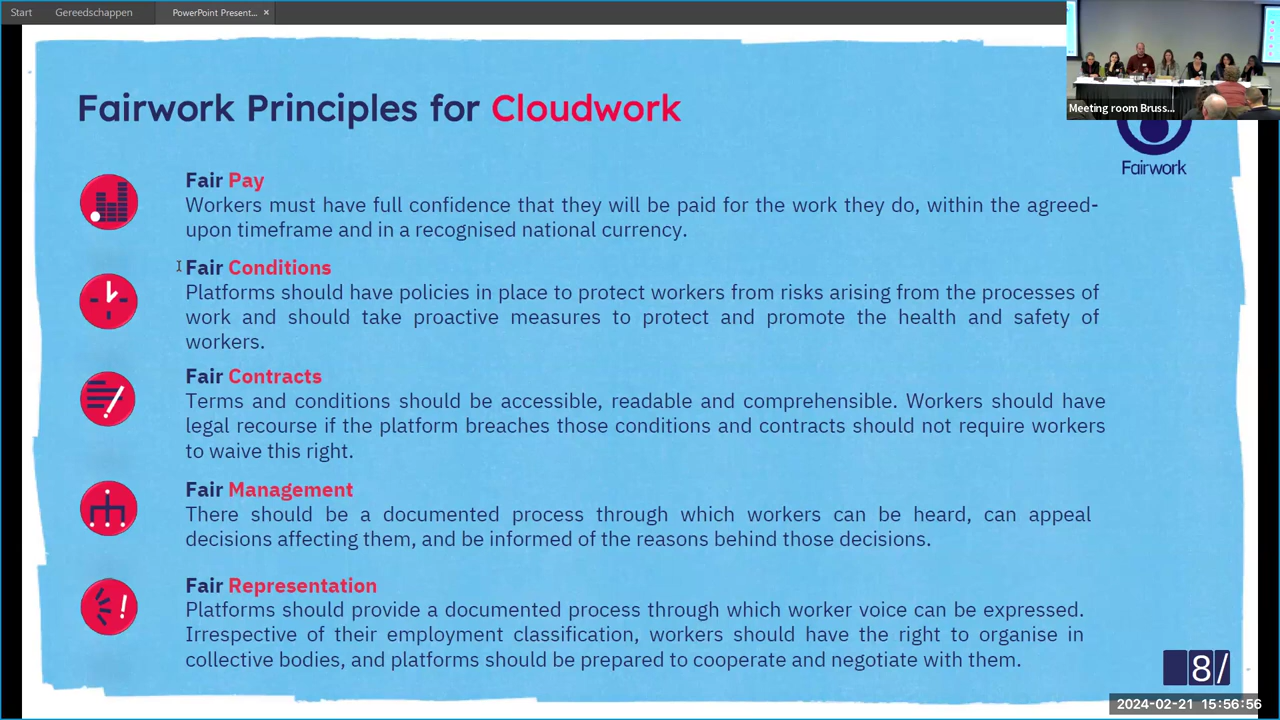 Start
Gereedschappen
PowerPoint Present... ×
Meeting room Bruss...
Fairwork Principles for Cloudwork
Fairwork
Fair Pay
Workers must have full confidence that they will be paid for the work they do, within the agreed-
upon timeframe and in a recognised national currency.
Fair Conditions
Platforms should have policies in place to protect workers from risks arising from the processes of
work and should take proactive measures to protect and promote the health and safety of
workers.
Fair Contracts
Terms and conditions should be accessible, readable and comprehensible. Workers should have
legal recourse if the platform breaches those conditions and contracts should not require workers
to waive this right.
Fair Management
There should be a documented process through which workers can be heard, can appeal
decisions affecting them, and be informed of the reasons behind those decisions.
Fair Representation
Platforms should provide a documented process through which worker voice can be expressed.
Irrespective of their employment classification, workers should have the right to organise in
collective bodies, and platforms should be prepared to cooperate and negotiate with them.
8/
2024-02-21 15:56:56